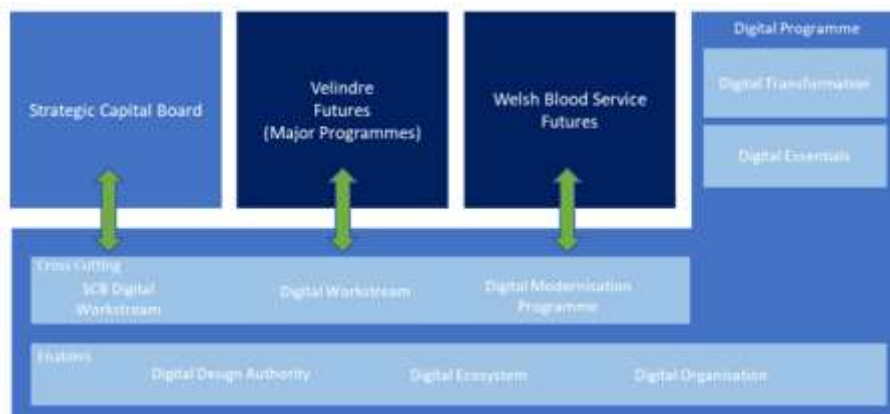 Digital Programme
Strategic Capital Board
Velindre
Futures
(Major Programmes)
Welsh Blood Service
Futures
Digital Transformation
Digital Essentials
Cross Cutting
SCB Digital
Workstream
Digital Workstream
Digital Modernisation
Programme
Enablers
Digital Design Authority
Digital Ecosystem
Digital Organisation